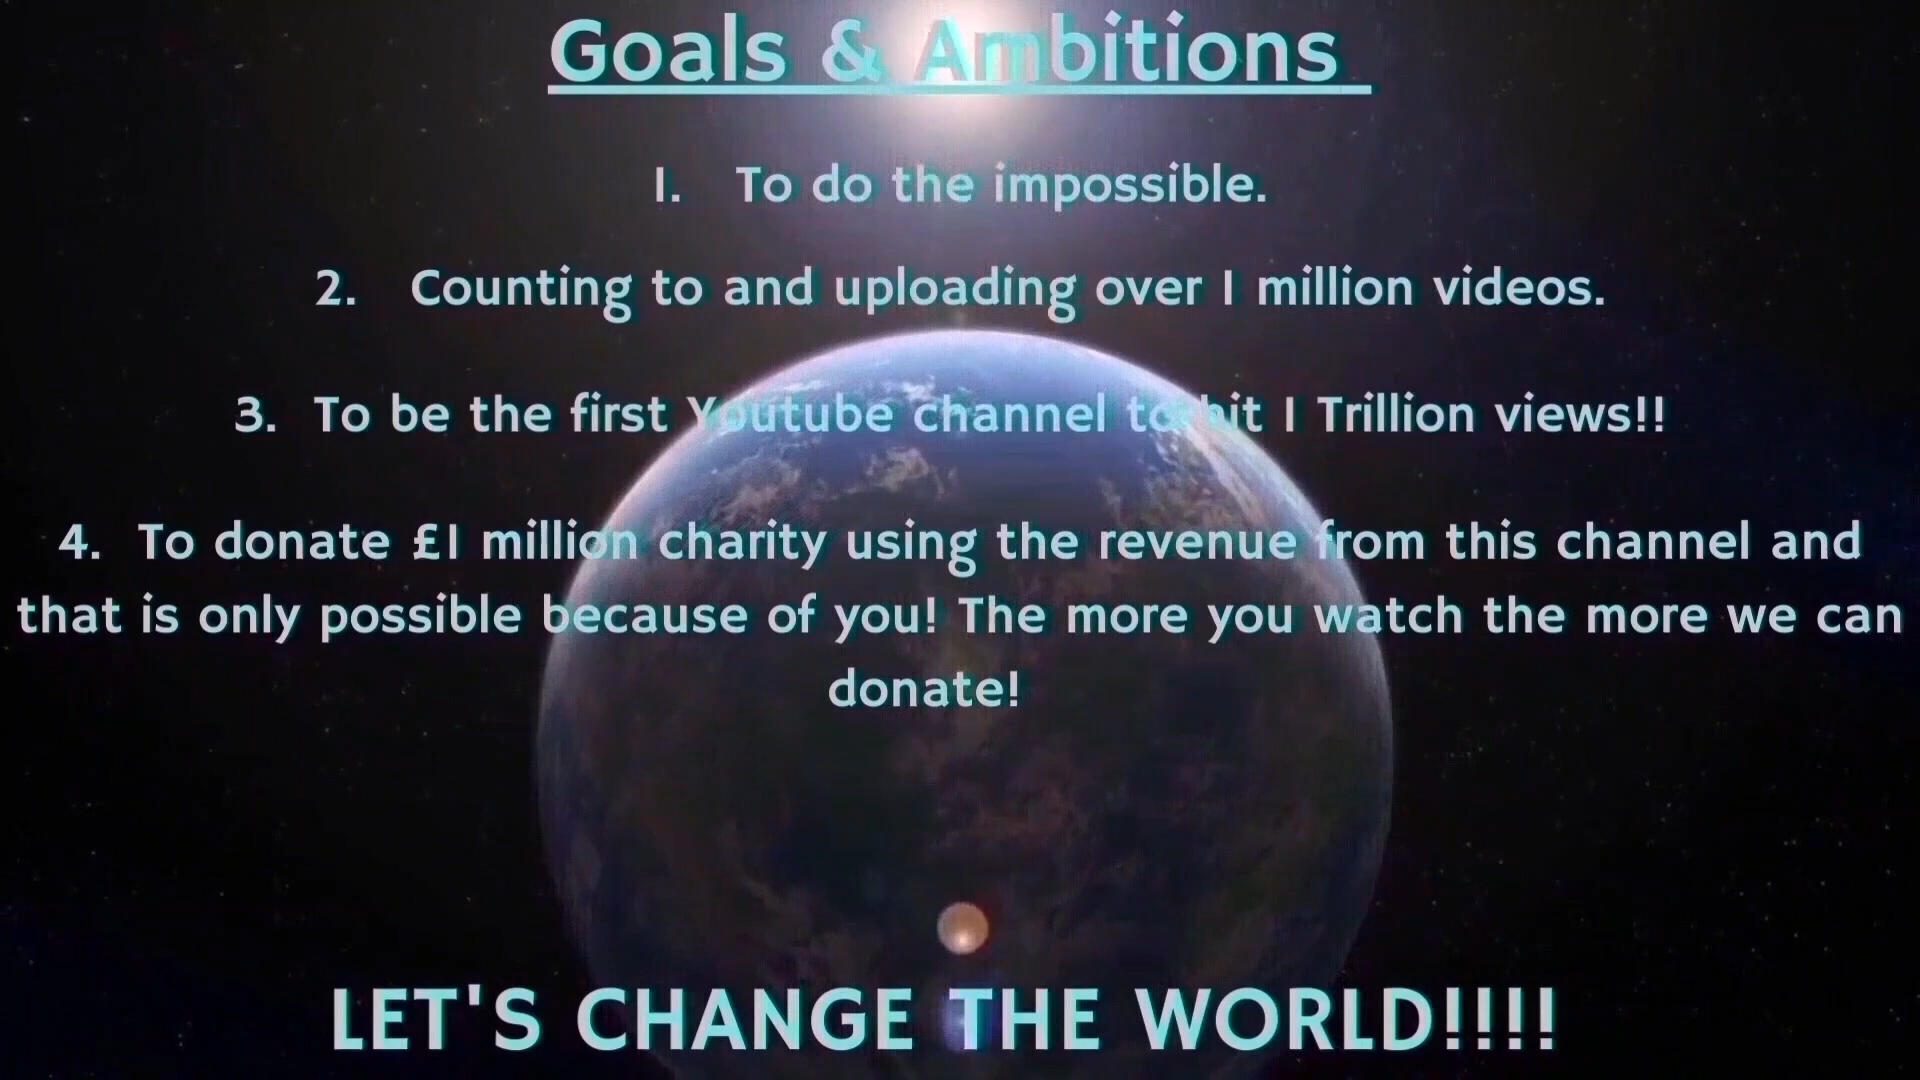 Goals & Ambitions
1. To do the impossible.
2. Counting to and uploading over 1 million videos.
3. To be the first Youtube channel to hit 1 Trillion views!!
4. To donate £1 million charity using the revenue from this channel and
that is only possible because of you! The more you watch the more we can
donate!
LET'S CHANGE THE WORLD!!!!